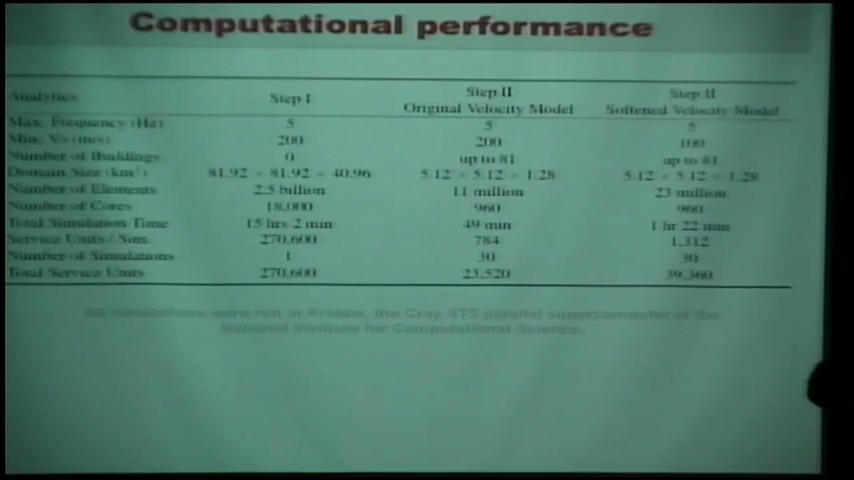 Computational performance
Analytics Step I Step II Original Velocity Model Step II Softened Velocity Model
Max. Frequency (Hz) 5 5 5
Min. Vs (m/s) 200 200 100
Number of Buildings 0 up to 81 up to 81
Domain Size (km³) 81.92 × 81.92 × 40.96 5.12 × 5.12 × 1.28 5.12 × 5.12 × 1.28
Number of Elements 2.5 billion 11 million 23 million
Number of Cores 18,000 960 960
Total Simulation Time 15 hrs 2 min 49 min 1 hr 22 min
Service Units / Sim. 270,600 784 1,312
Number of Simulations 1 30 30
Total Service Units 270,600 23,520 39,360
All simulations were run in Kraken, the Cray XT5 parallel supercomputer at the
National Institute for Computational Science.